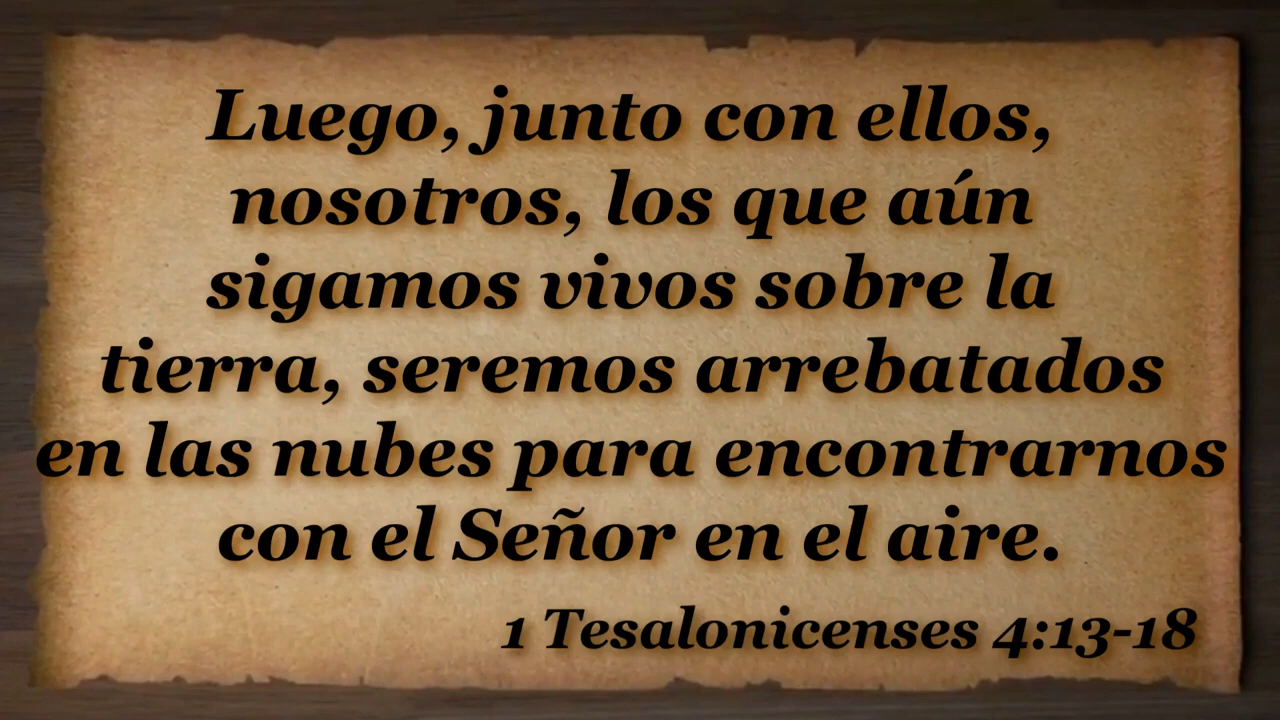 Luego, junto con ellos,
nosotros, los que aún
sigamos vivos sobre la
tierra, seremos arrebatados
en las nubes para encontrarnos
con el Señor en el aire.
1 Tesalonicenses 4:13-18